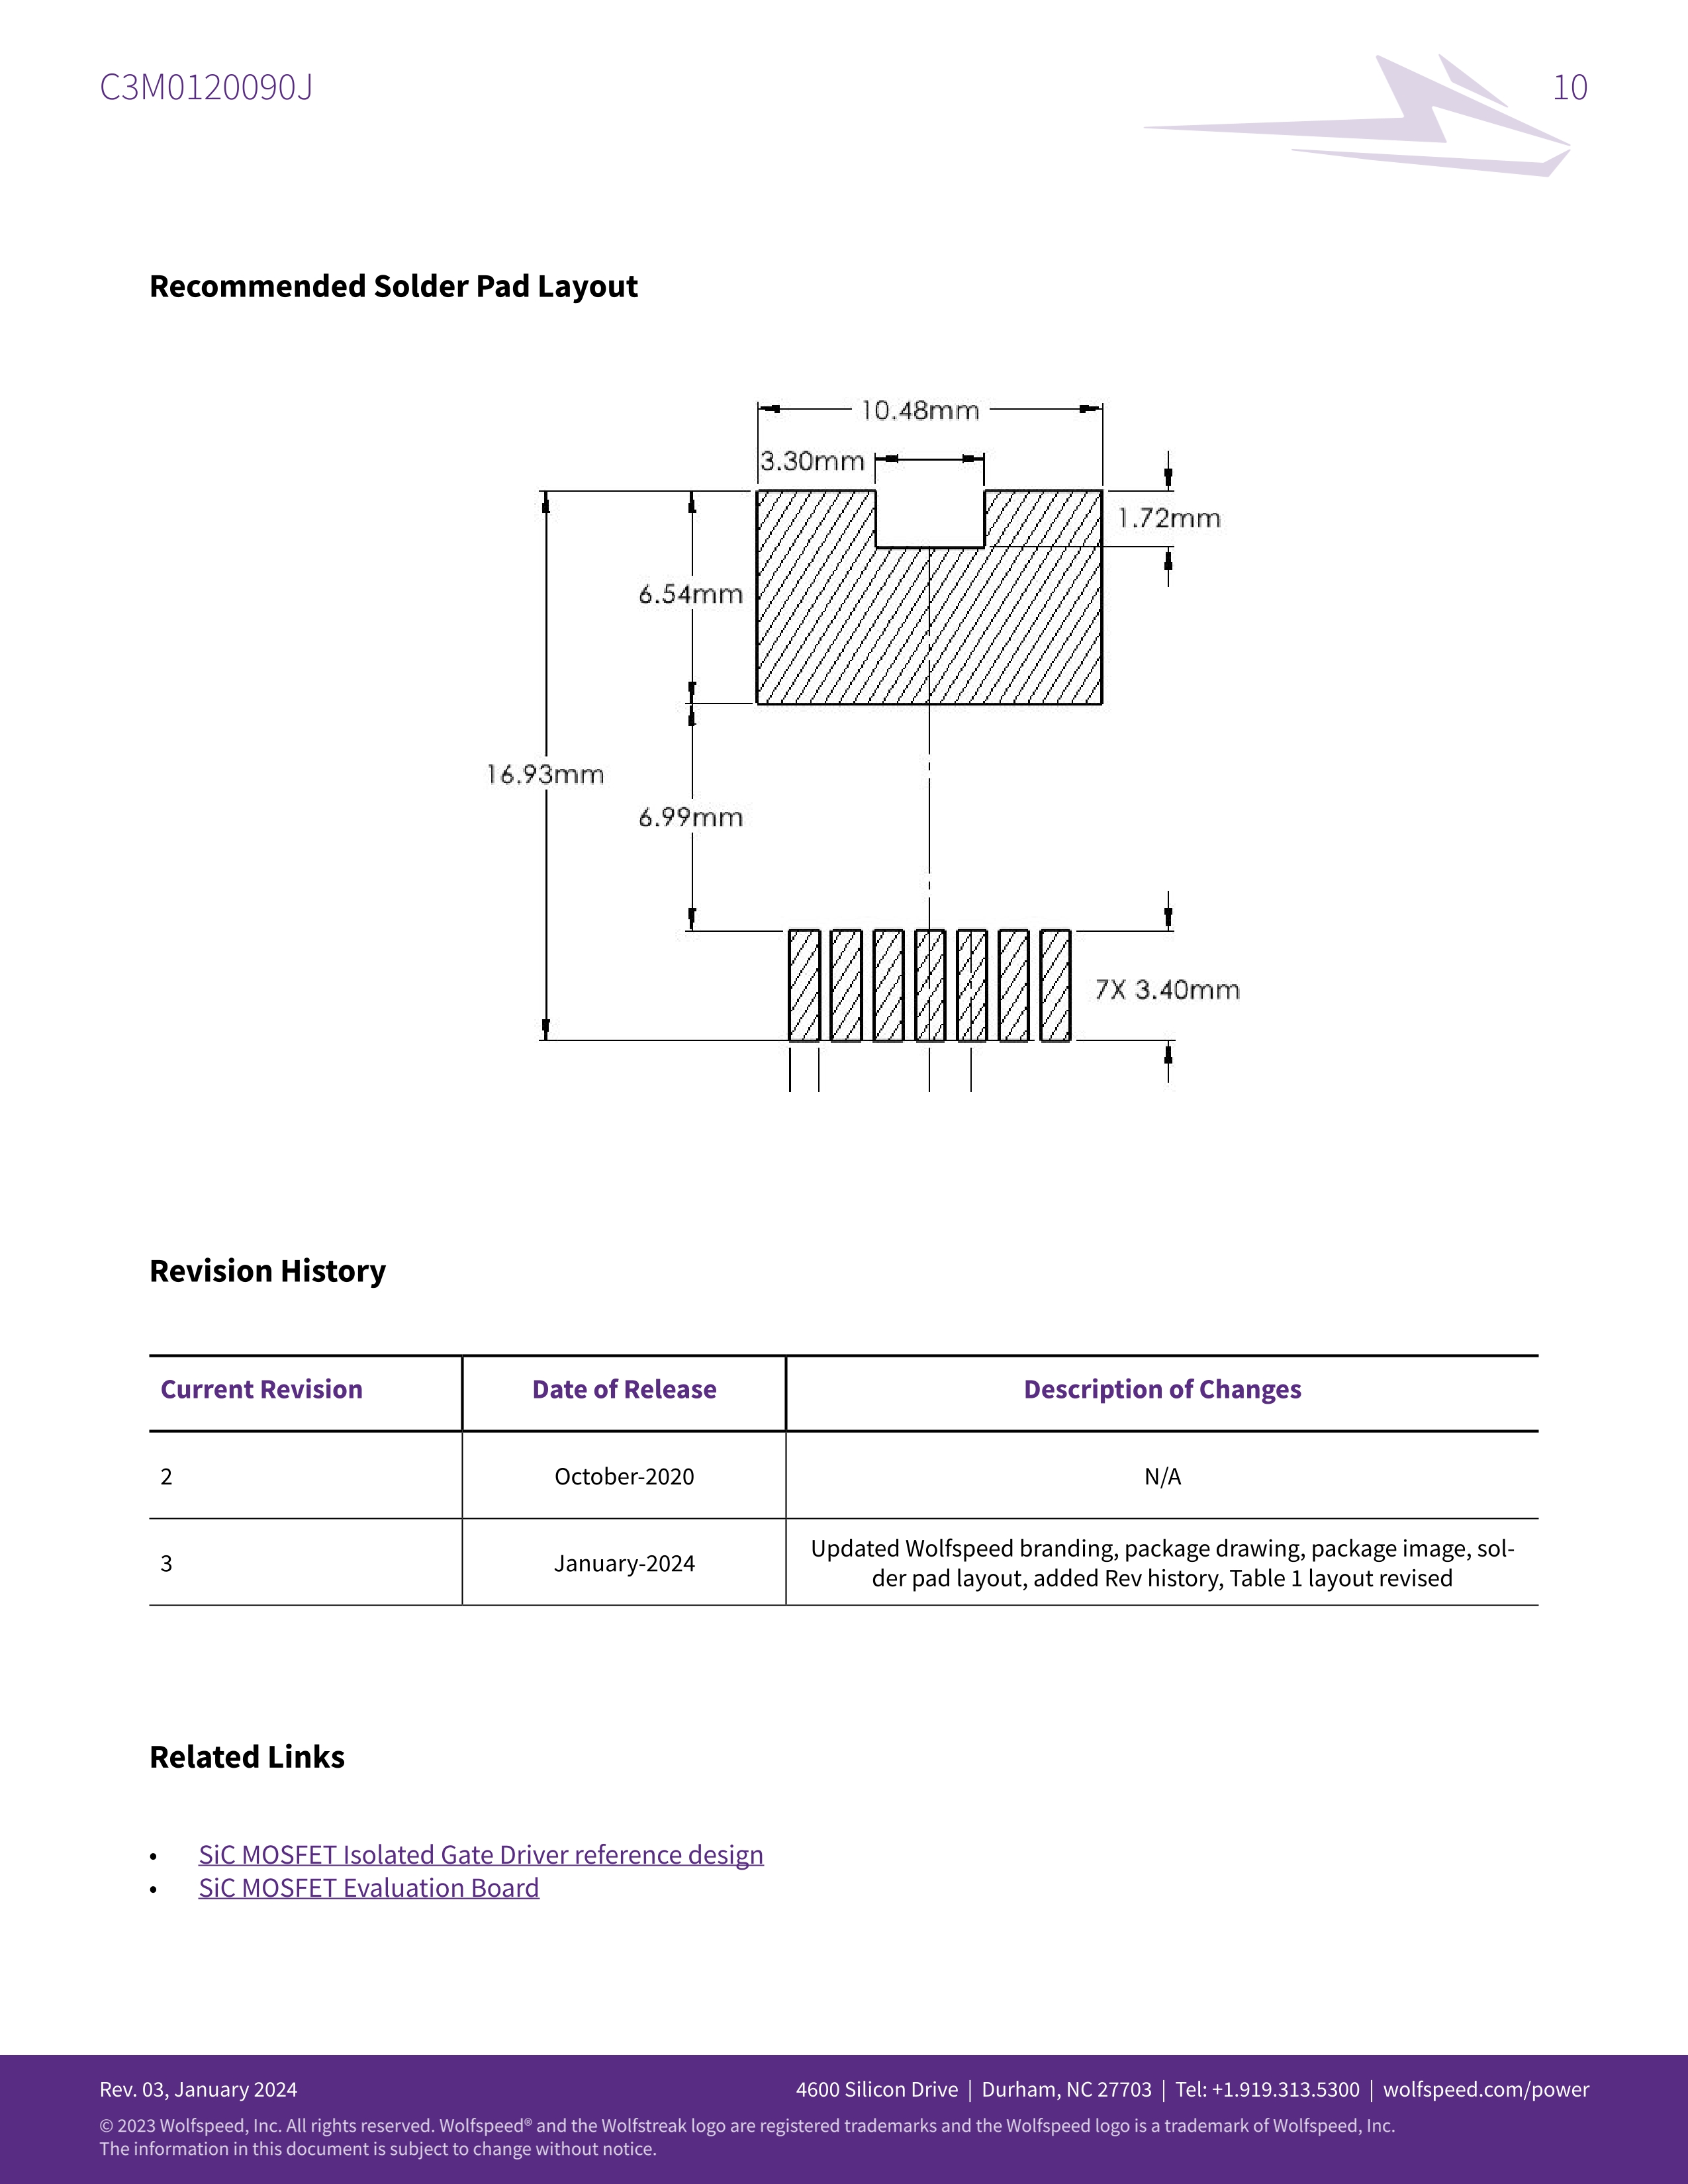 C3M0120090J
10
Recommended Solder Pad Layout
10.48mm
3.30mm
1.72mm
6.54mm
16.93mm
6.99mm
7X 3.40mm
Revision History
Current Revision
Date of Release
Description of Changes
2
October-2020
N/A
3
January-2024
Updated Wolfspeed branding, package drawing, package image, sol-
der pad layout, added Rev history, Table 1 layout revised
Related Links
• SiC MOSFET Isolated Gate Driver reference design
• SiC MOSFET Evaluation Board
Rev. 03, January 2024
4600 Silicon Drive | Durham, NC 27703 | Tel: +1.919.313.5300 | wolfspeed.com/power
© 2023 Wolfspeed, Inc. All rights reserved. Wolfspeed® and the Wolfstreak logo are registered trademarks and the Wolfspeed logo is a trademark of Wolfspeed, Inc.
The information in this document is subject to change without notice.